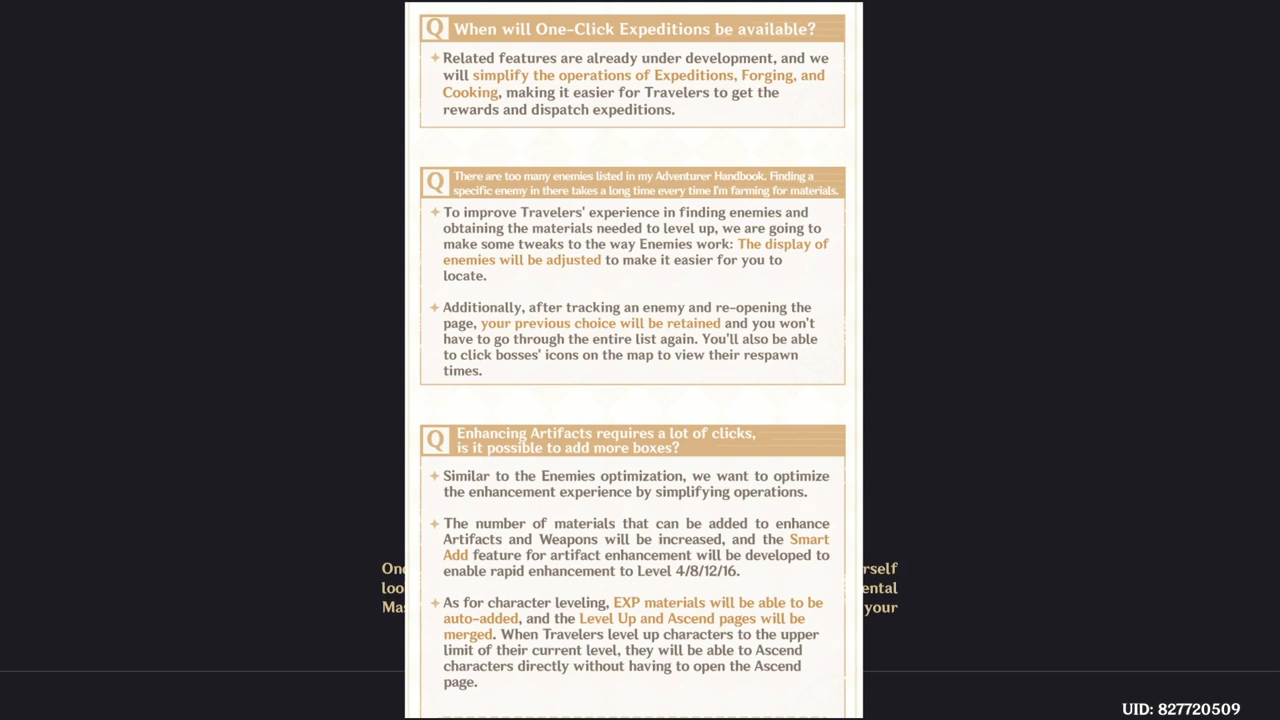 Q When will One-Click Expeditions be available?
✦ Related features are already under development, and we
will simplify the operations of Expeditions, Forging, and
Cooking, making it easier for Travelers to get the
rewards and dispatch expeditions.
Q There are too many enemies listed in my Adventurer Handbook. Finding a
specific enemy in there takes a long time every time I'm farming for materials.
✦ To improve Travelers' experience in finding enemies and
obtaining the materials needed to level up, we are going to
make some tweaks to the way Enemies work: The display of
enemies will be adjusted to make it easier for you to
locate.
✦ Additionally, after tracking an enemy and re-opening the
page, your previous choice will be retained and you won't
have to go through the entire list again. You'll also be able
to click bosses' icons on the map to view their respawn
times.
Q Enhancing Artifacts requires a lot of clicks,
is it possible to add more boxes?
✦ Similar to the Enemies optimization, we want to optimize
the enhancement experience by simplifying operations.
✦ The number of materials that can be added to enhance
Artifacts and Weapons will be increased, and the Smart
Add feature for artifact enhancement will be developed to
enable rapid enhancement to Level 4/8/12/16.
✦ As for character leveling, EXP materials will be able to be
auto-added, and the Level Up and Ascend pages will be
merged. When Travelers level up characters to the upper
limit of their current level, they will be able to Ascend
characters directly without having to open the Ascend
page.
your
UID: 827720509